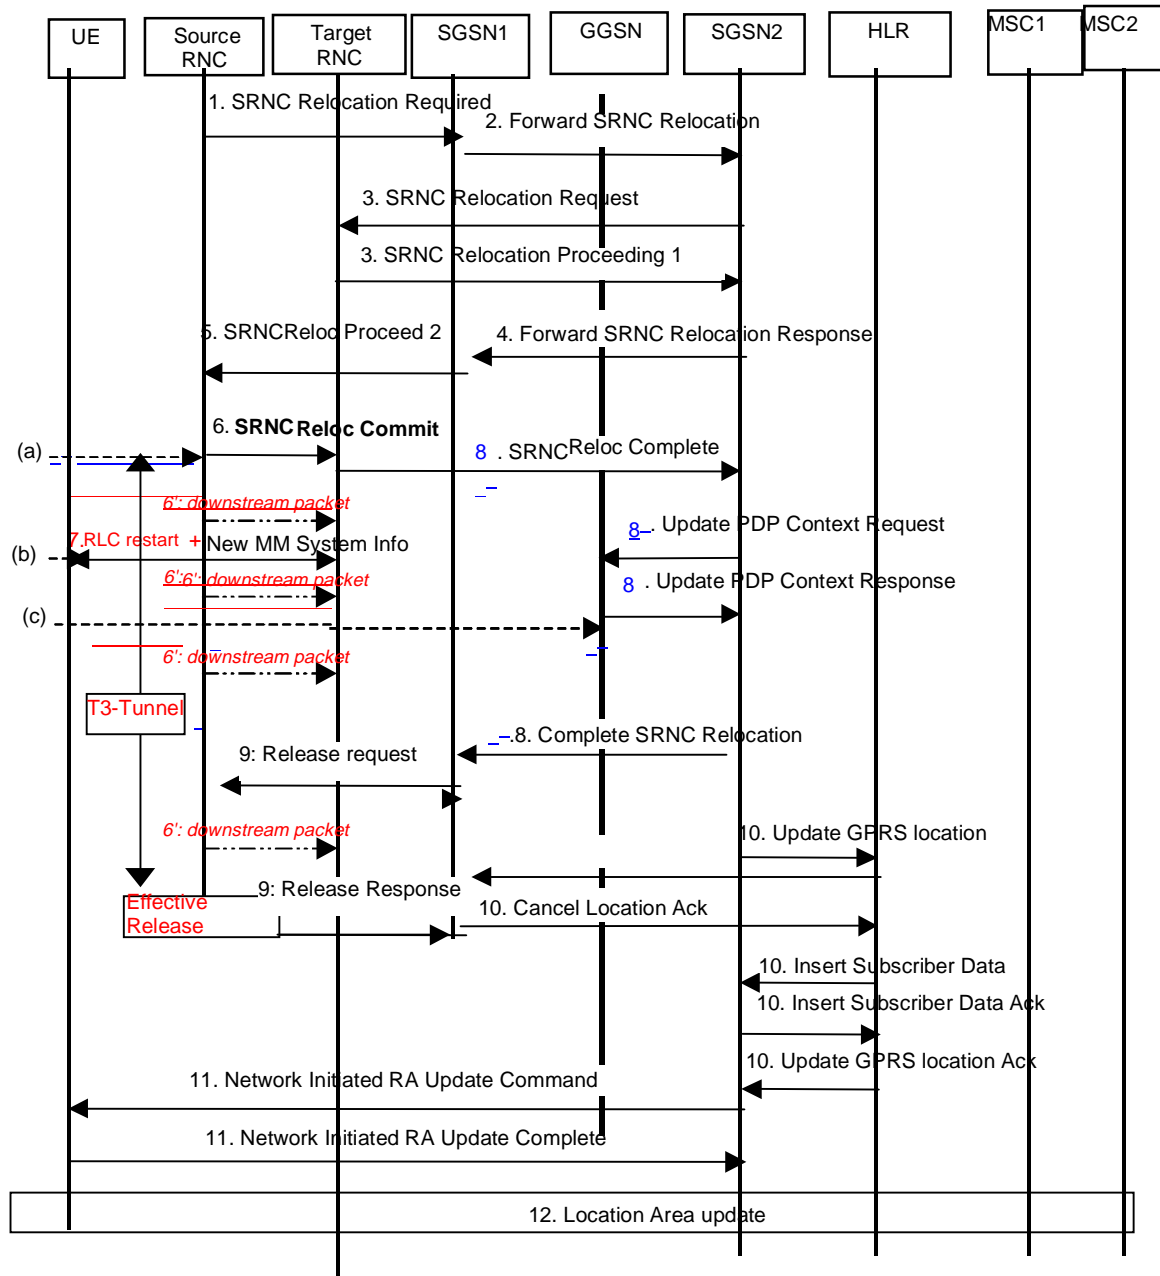 UE
Source
RNC
Target
RNC
SGSN1
GGSN
SGSN2
HLR
MSC1
MSC2
1. SRNC Relocation Required
2. Forward SRNC Relocation
3. SRNC Relocation Request
3. SRNC Relocation Proceeding 1
5. SRNCReloc Proceed 2
4. Forward SRNC Relocation Response
6. SRNC Reloc Commit
(a)
8 . SRNC Reloc Complete
6': downstream packet
8 . Update PDP Context Request
7.RLC restart + New MM System Info
(b)
6':6': downstream packet
8 . Update PDP Context Response
(c)
6': downstream packet
T3-Tunnel
.8. Complete SRNC Relocation
9: Release request
6': downstream packet
10. Update GPRS location
9: Release Response
Effective
Release
10. Cancel Location Ack
10. Insert Subscriber Data
10. Insert Subscriber Data Ack
10. Update GPRS location Ack
11. Network Initiated RA Update Command
11. Network Initiated RA Update Complete
12. Location Area update